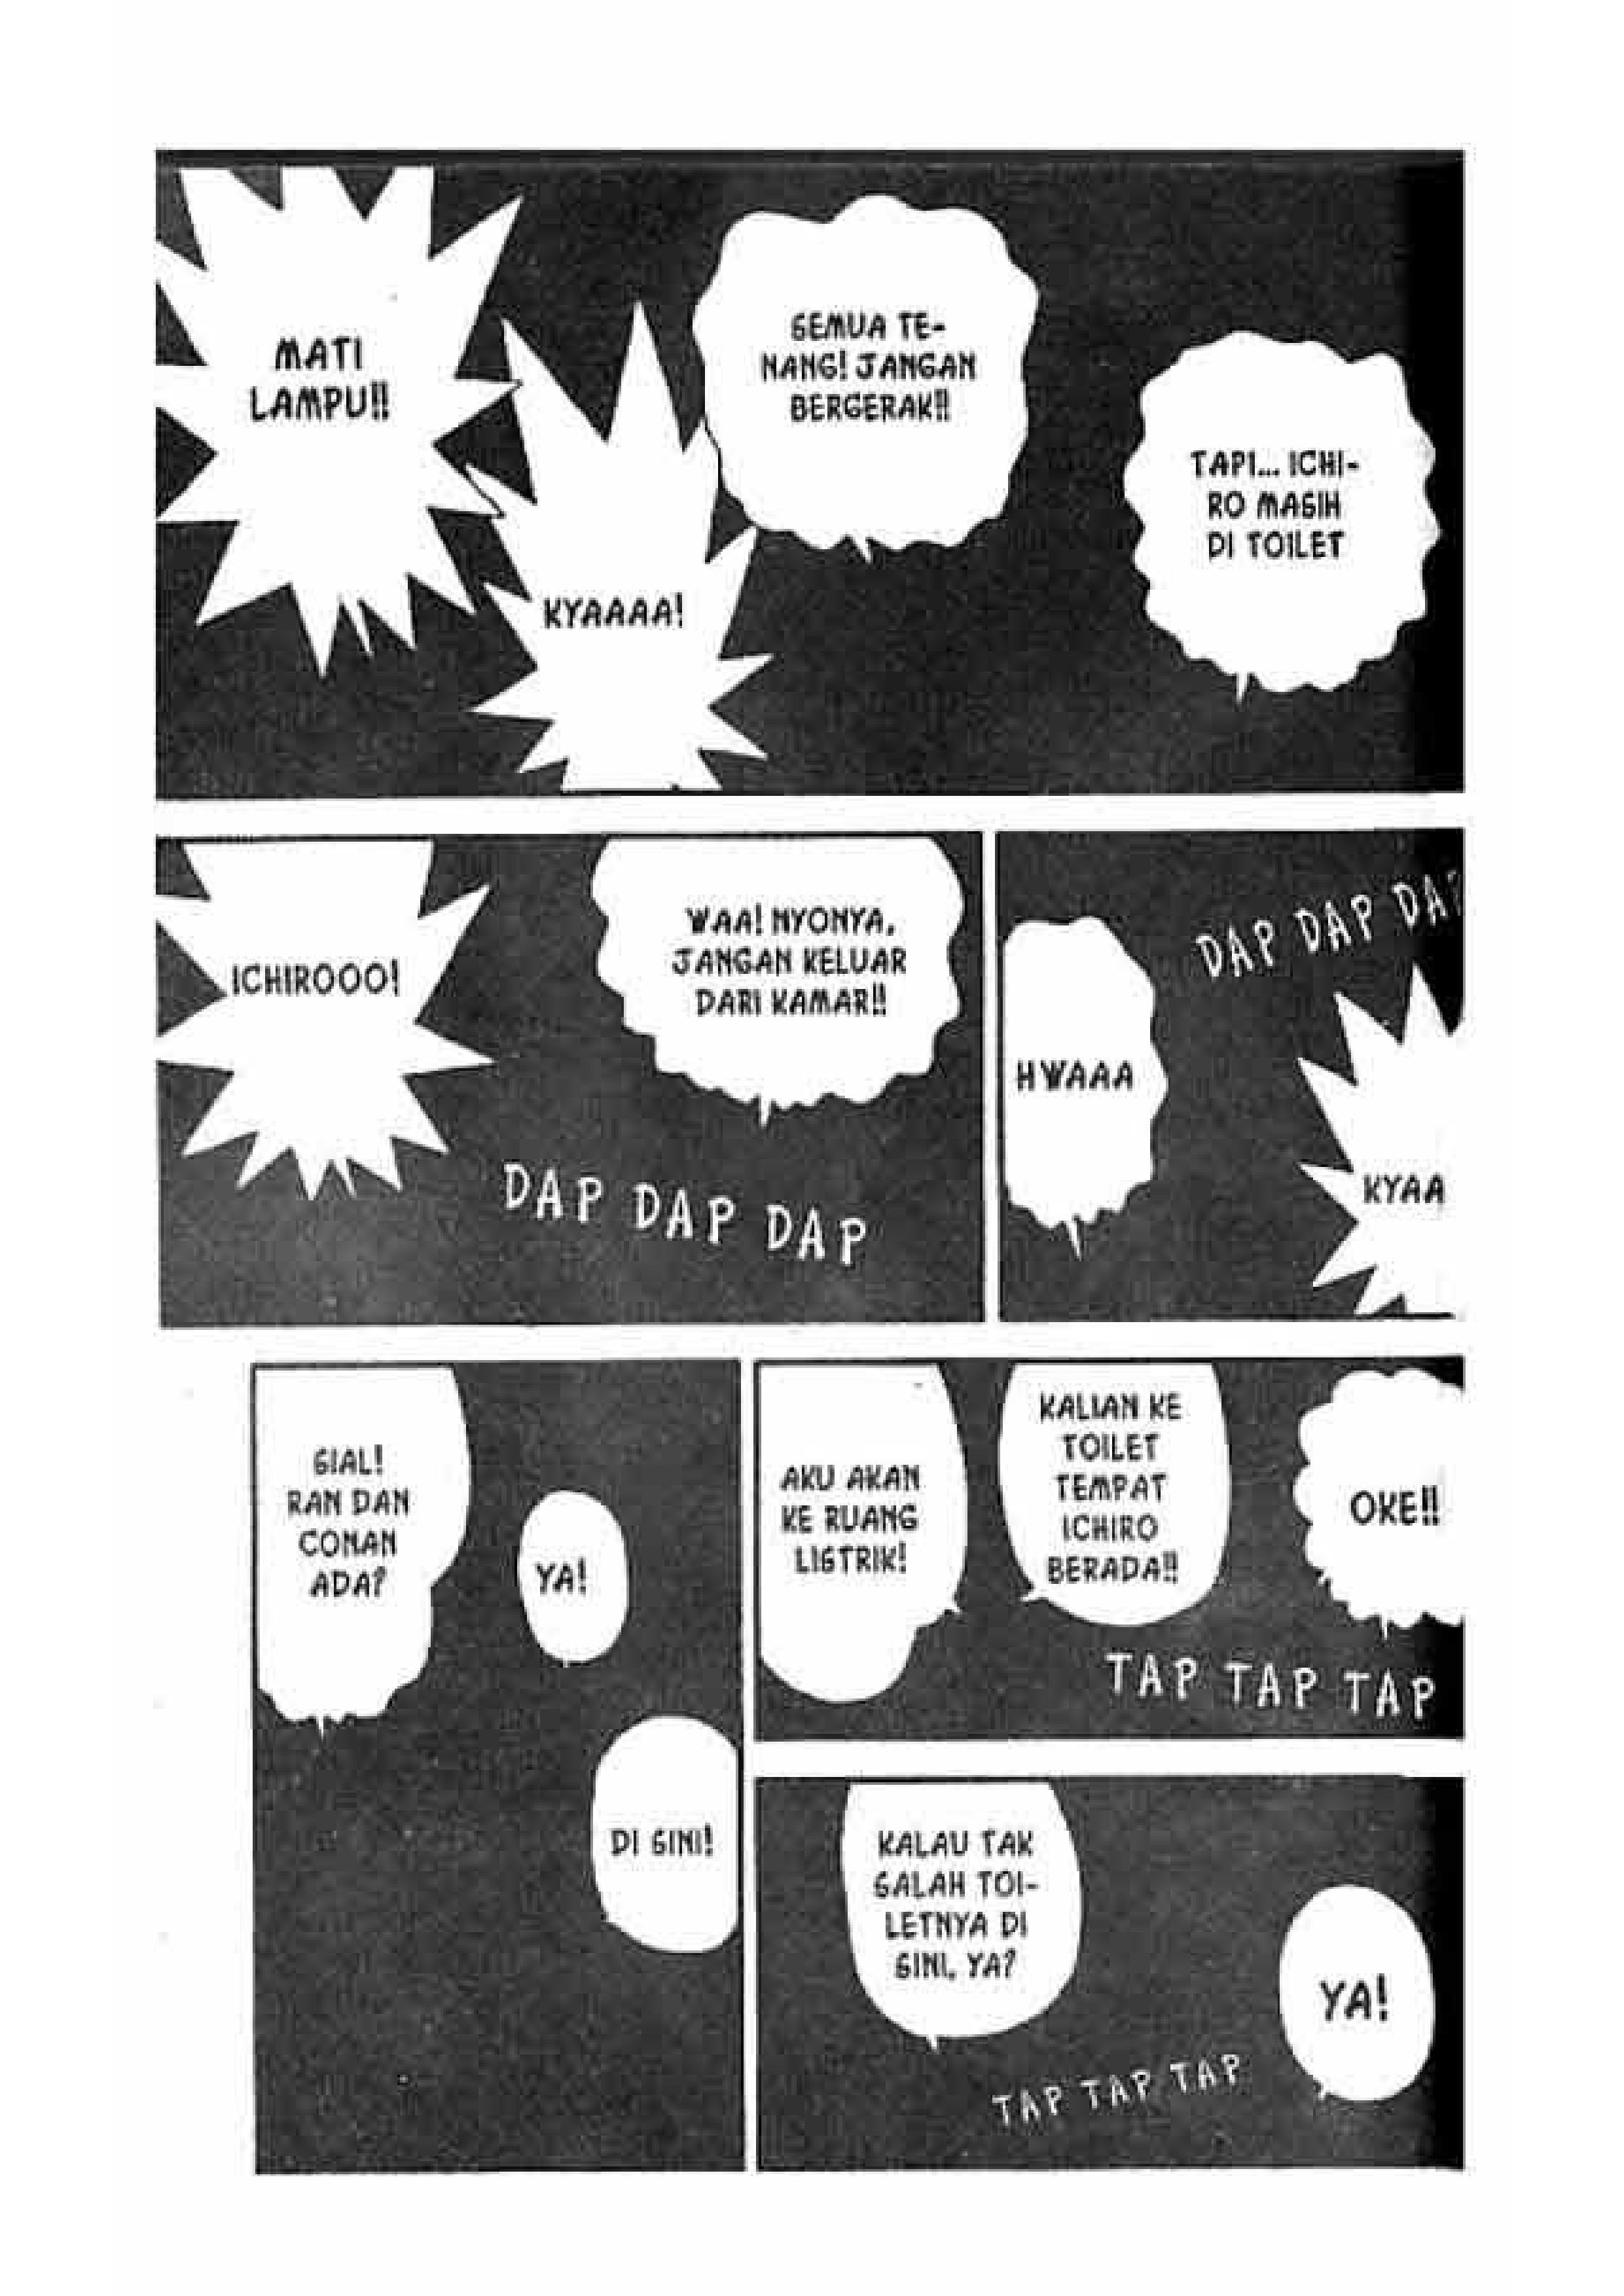 MATI
LAMPU!!
KYAAAA!
SEMUA TE-
NANG! JANGAN
BERGERAK!!
TAPI... ICHI-
RO MASIH
DI TOILET
ICHIROOO!
WAA! NYONYA,
JANGAN KELUAR
DARI KAMAR!!
DAP DAP DAP
HWAAA
DAP DAP DAP
KYAA
SIAL!
RAN DAN
CONAN
ADA?
YA!
DI SINI!
AKU AKAN
KE RUANG
LISTRIK!
KALIAN KE
TOILET
TEMPAT
ICHIRO
BERADA!!
OKE!!
TAP TAP TAP
KALAU TAK
SALAH TOI-
LETNYA DI
SINI, YA?
YA!
TAP TAP TAP